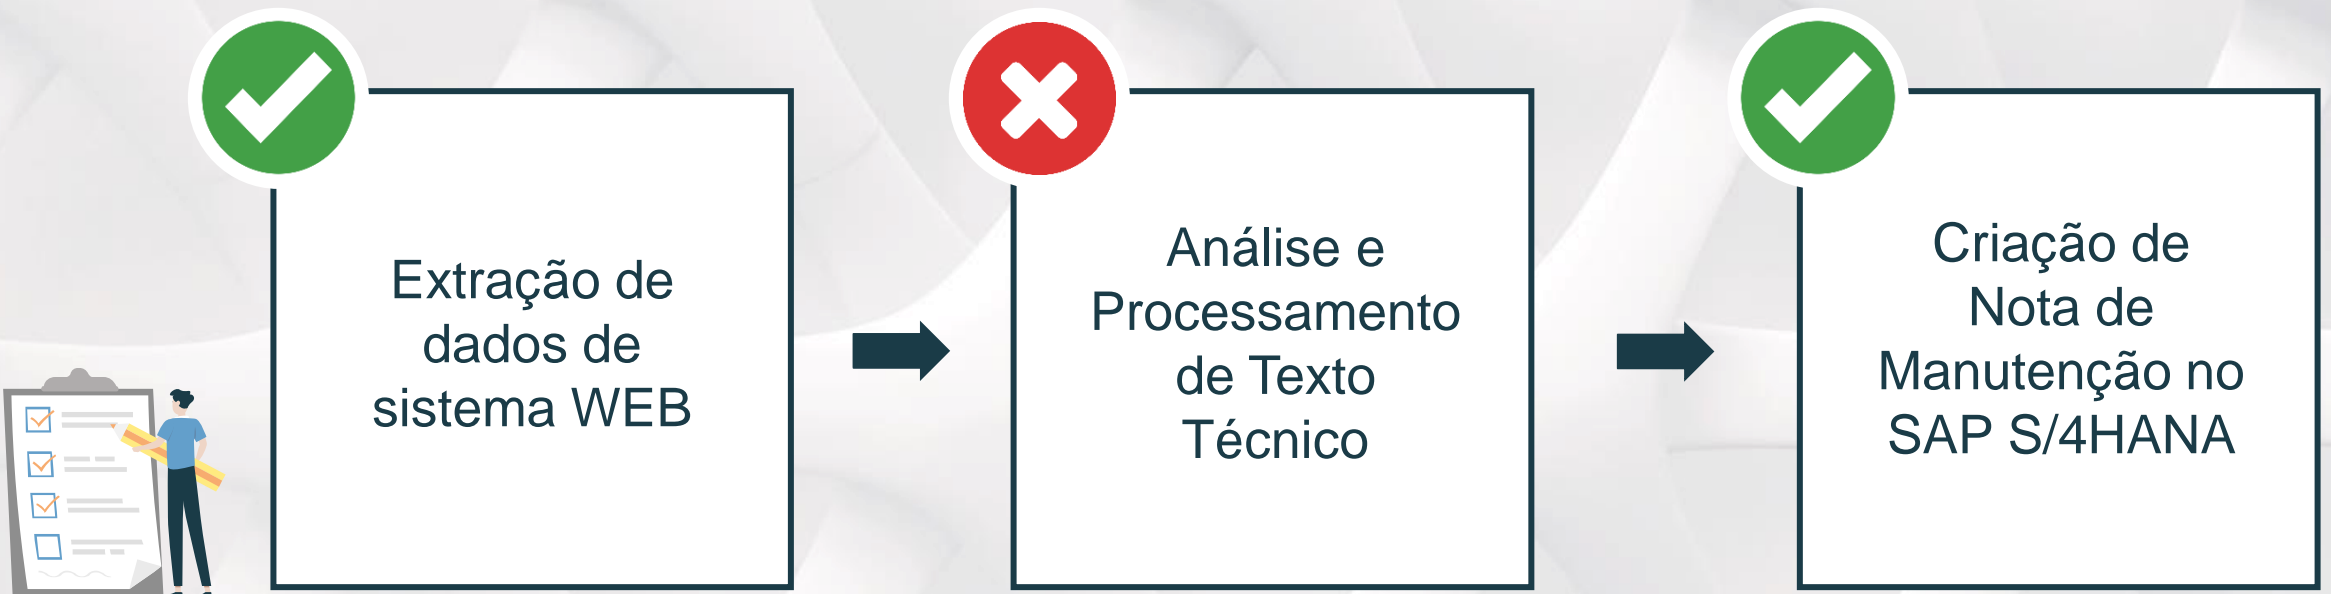 Extração de
dados de
sistema WEB
Análise e
Processamento
de Texto
Técnico
Criação de
Nota de
Manutenção no
SAP S/4HANA